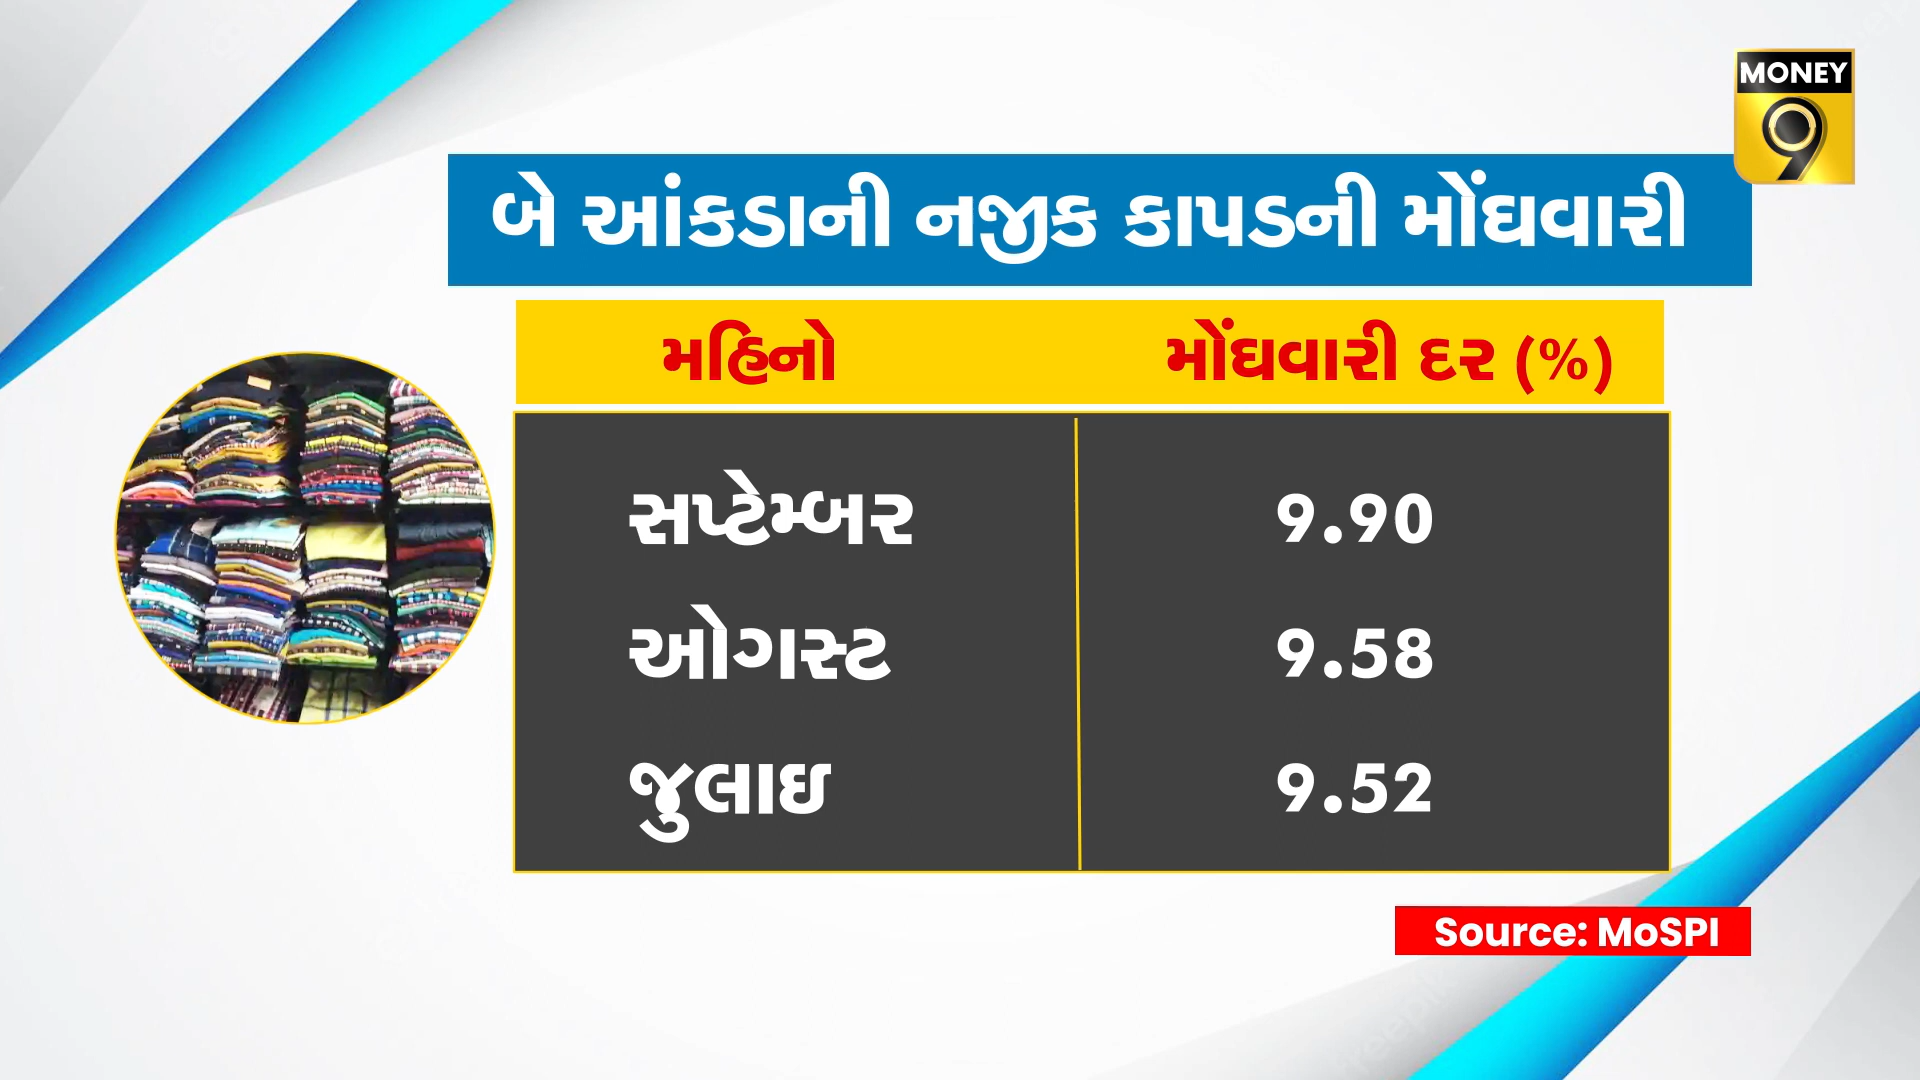 MONEY
9
બે આંકડાની નજીક કાપડની મોંઘવારી
મહિનો મોંઘવારી દર (%)
સપ્ટેમ્બર 9.90
ઓગસ્ટ 9.58
જુલાઇ 9.52
Source: MoSPI